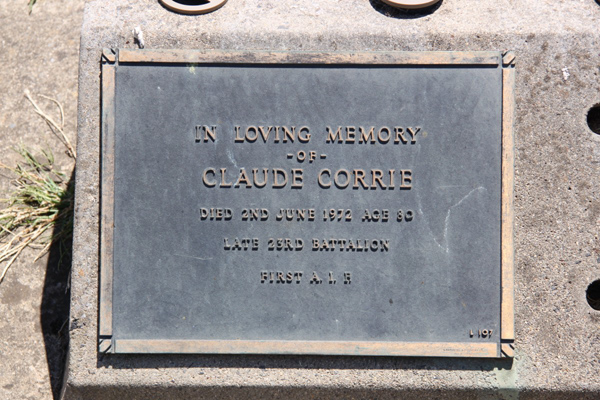 IN LOVING MEMORY
-OF-
CLAUDE CORRIE
DIED 2ND JUNE 1972 AGE 80
LATE 23RD BATTALION
FIRST A. I. F.
L 197